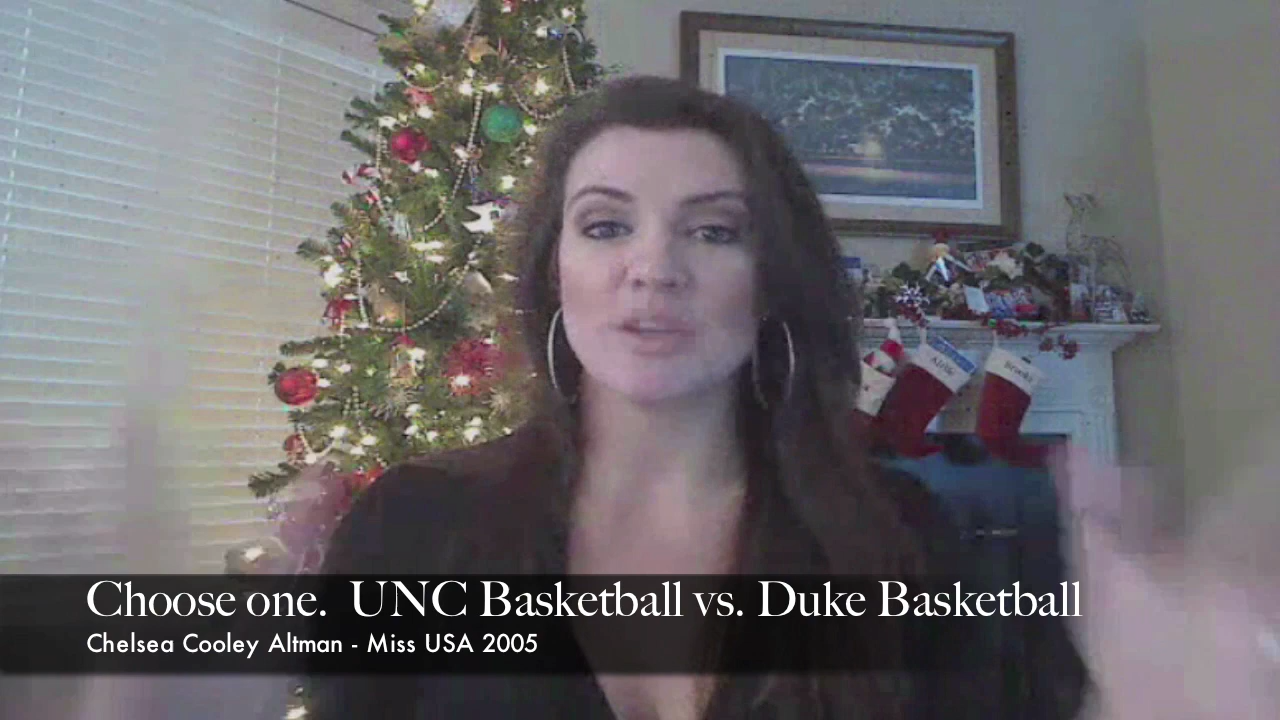 Choose one.  UNC Basketball vs. Duke Basketball
Chelsea Cooley Altman - Miss USA 2005